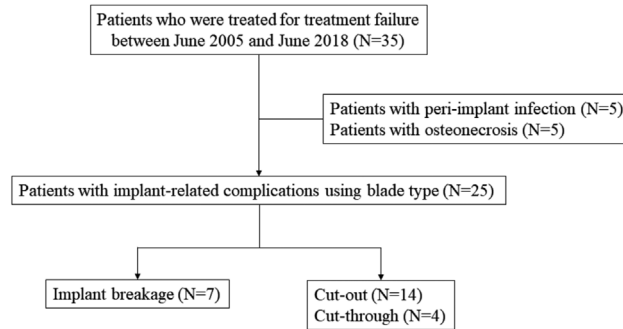 Patients who were treated for treatment failure
between June 2005 and June 2018 (N=35)
Patients with peri-implant infection (N=5)
Patients with osteonecrosis (N=5)
Patients with implant-related complications using blade type (N=25)
Implant breakage (N=7)
Cut-out (N=14)
Cut-through (N=4)